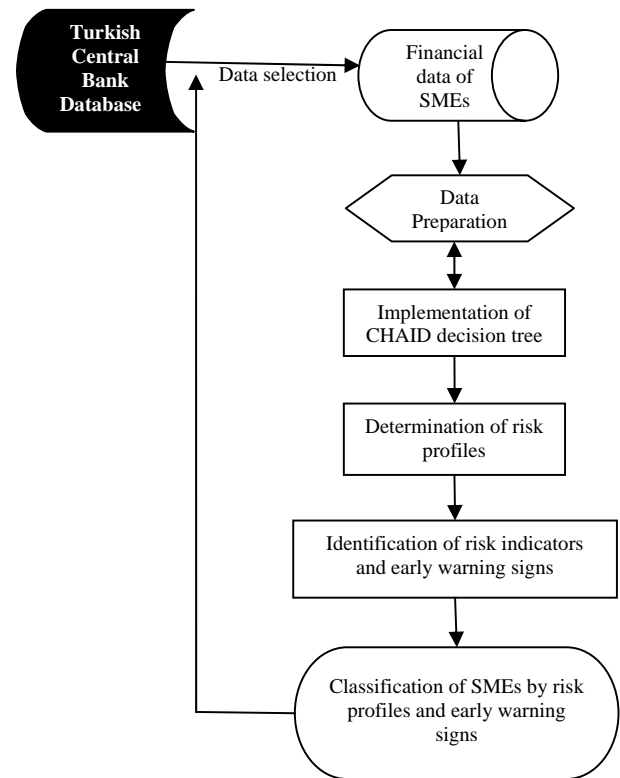 Turkish
Central
Bank
Database
Data selection
Financial
data of
SMEs
Data
Preparation
Implementation of
CHAID decision tree
Determination of risk
profiles
Identification of risk indicators
and early warning signs
Classification of SMEs by risk
profiles and early warning
signs